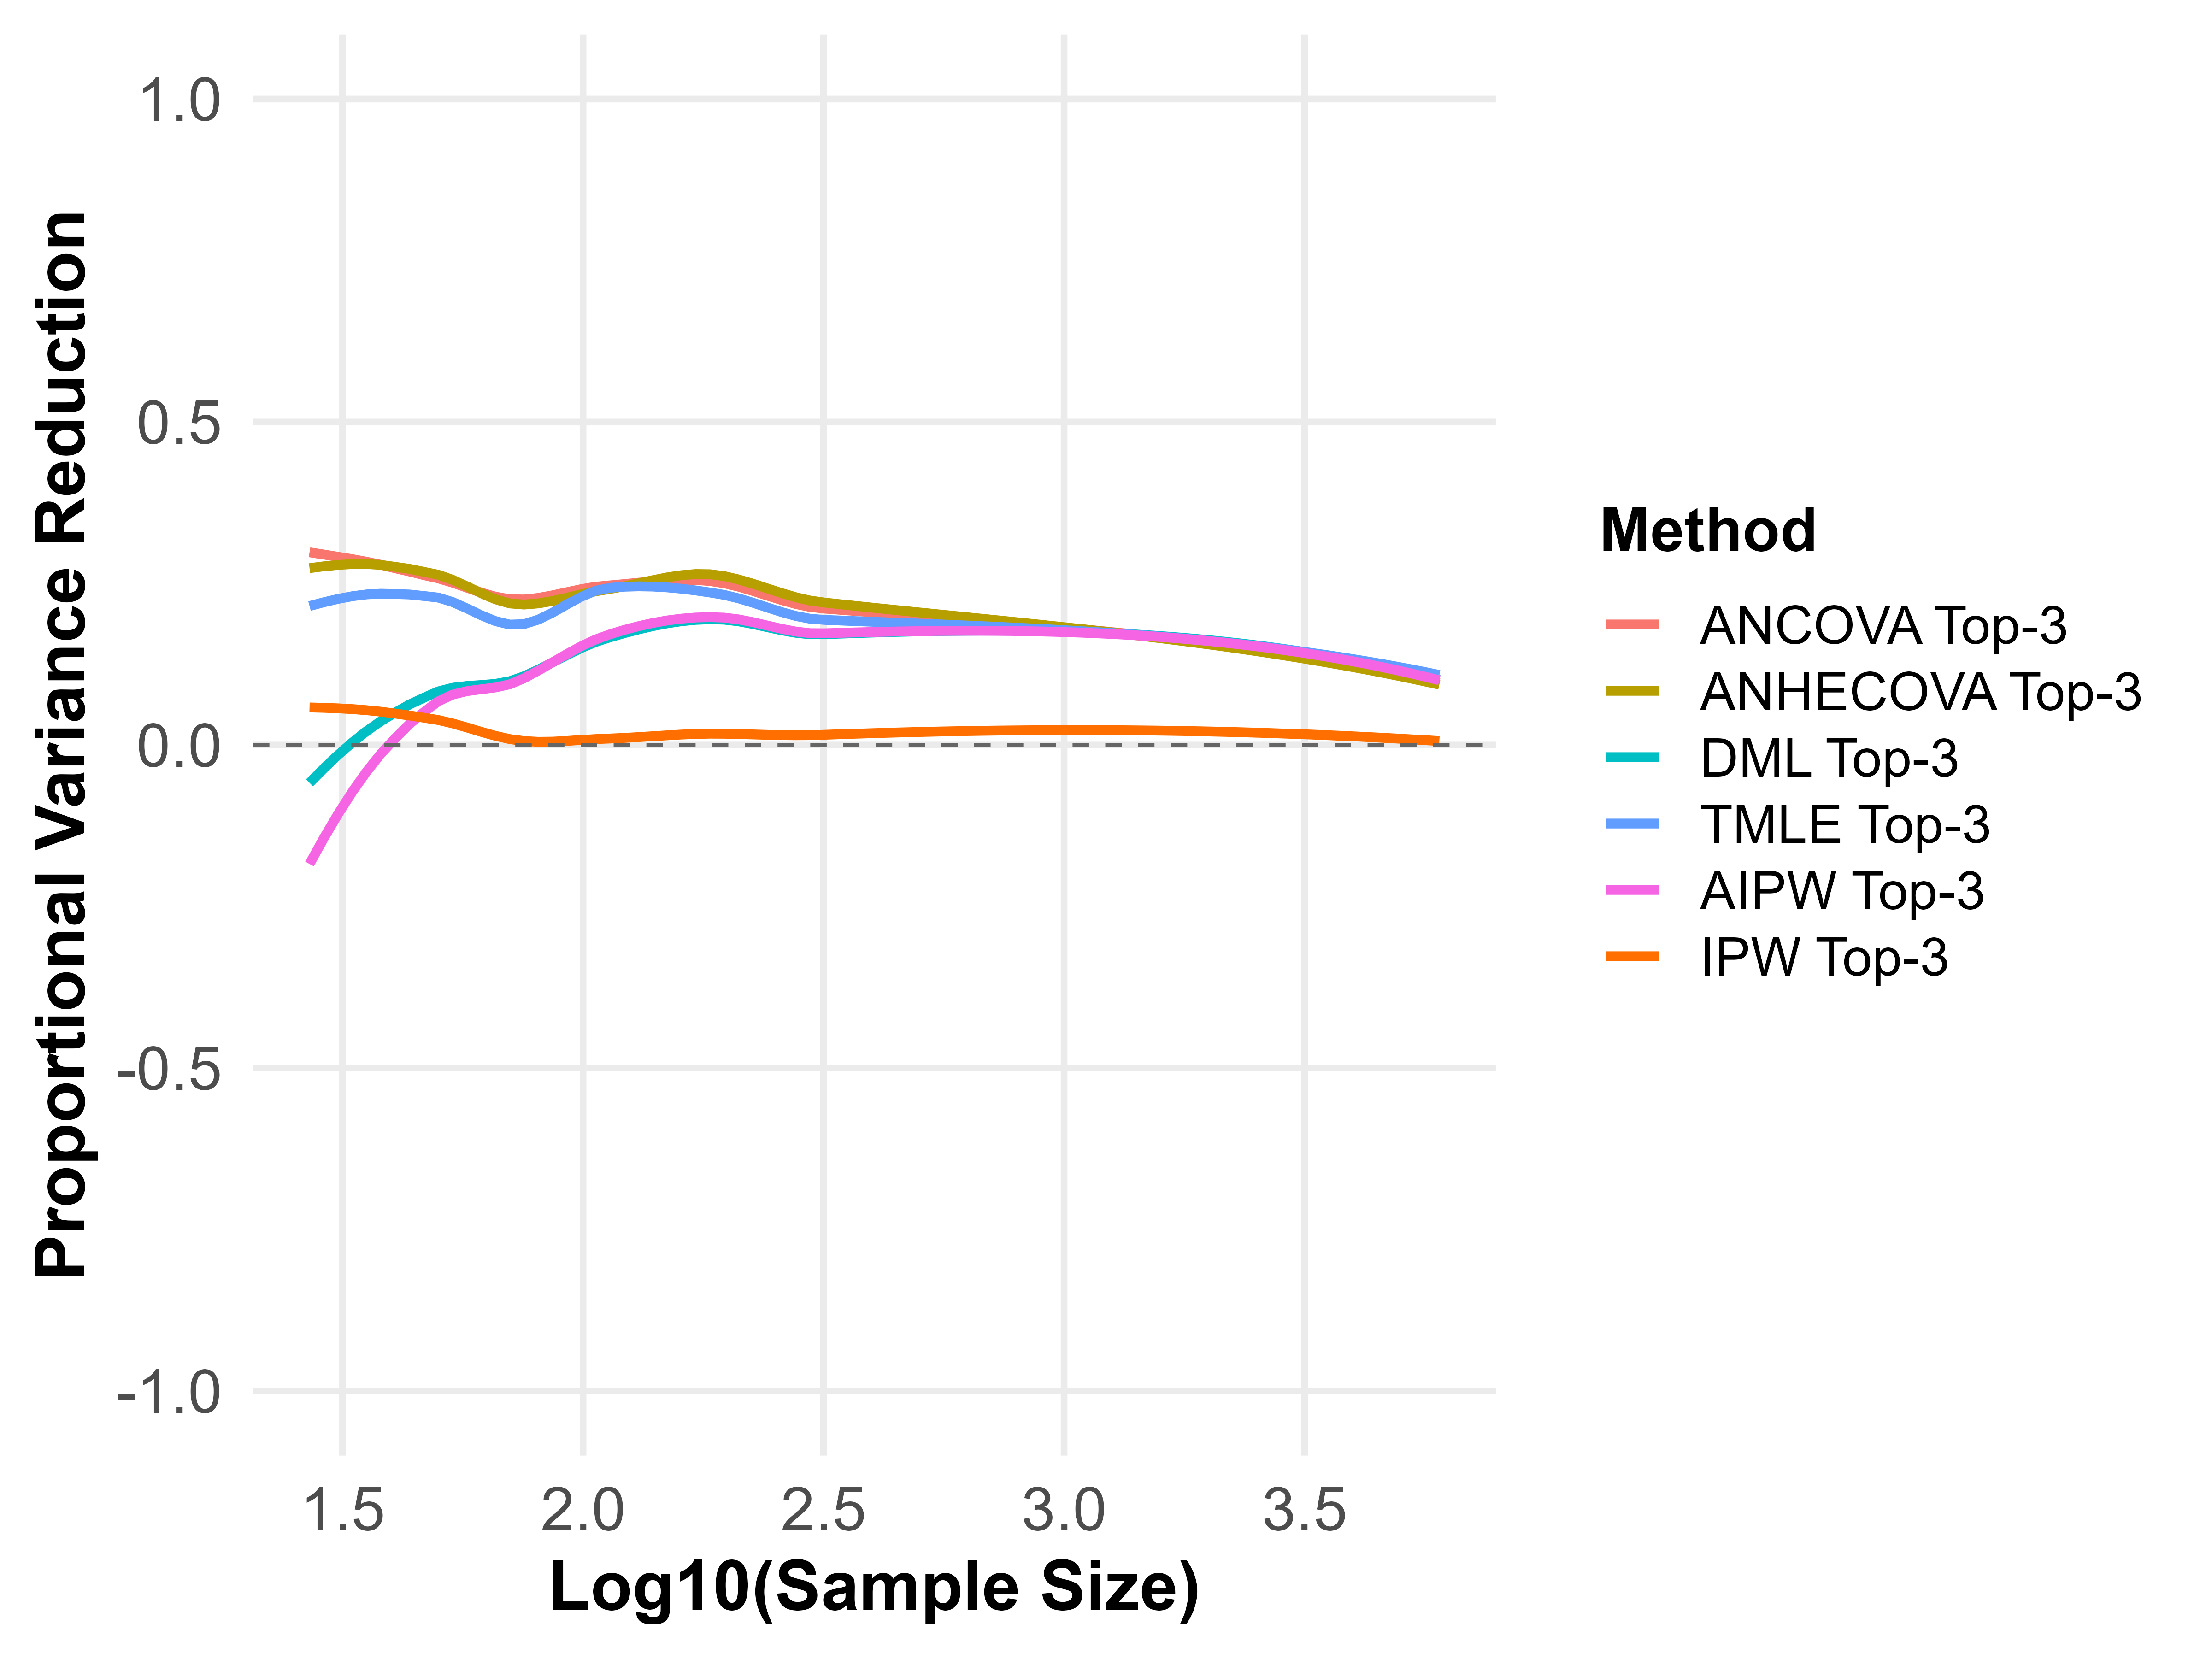 Proportional Variance Reduction
1.0
0.5
0.0
-0.5
-1.0
1.5 2.0 2.5 3.0 3.5
Log10(Sample Size)
Method
ANCOVA Top-3
ANHECOVA Top-3
DML Top-3
TMLE Top-3
AIPW Top-3
IPW Top-3